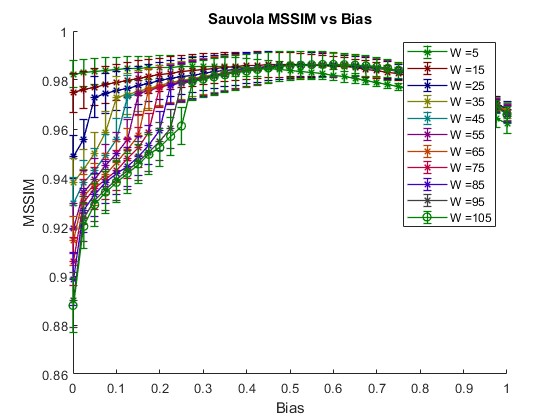 Sauvola MSSIM vs Bias
1
0.98
0.96
0.94
0.92
0.9
0.88
0.86
MSSIM
W =5
W =15
W =25
W =35
W =45
W =55
W =65
W =75
W =85
W =95
W =105
0 0.1 0.2 0.3 0.4 0.5 0.6 0.7 0.8 0.9 1
Bias